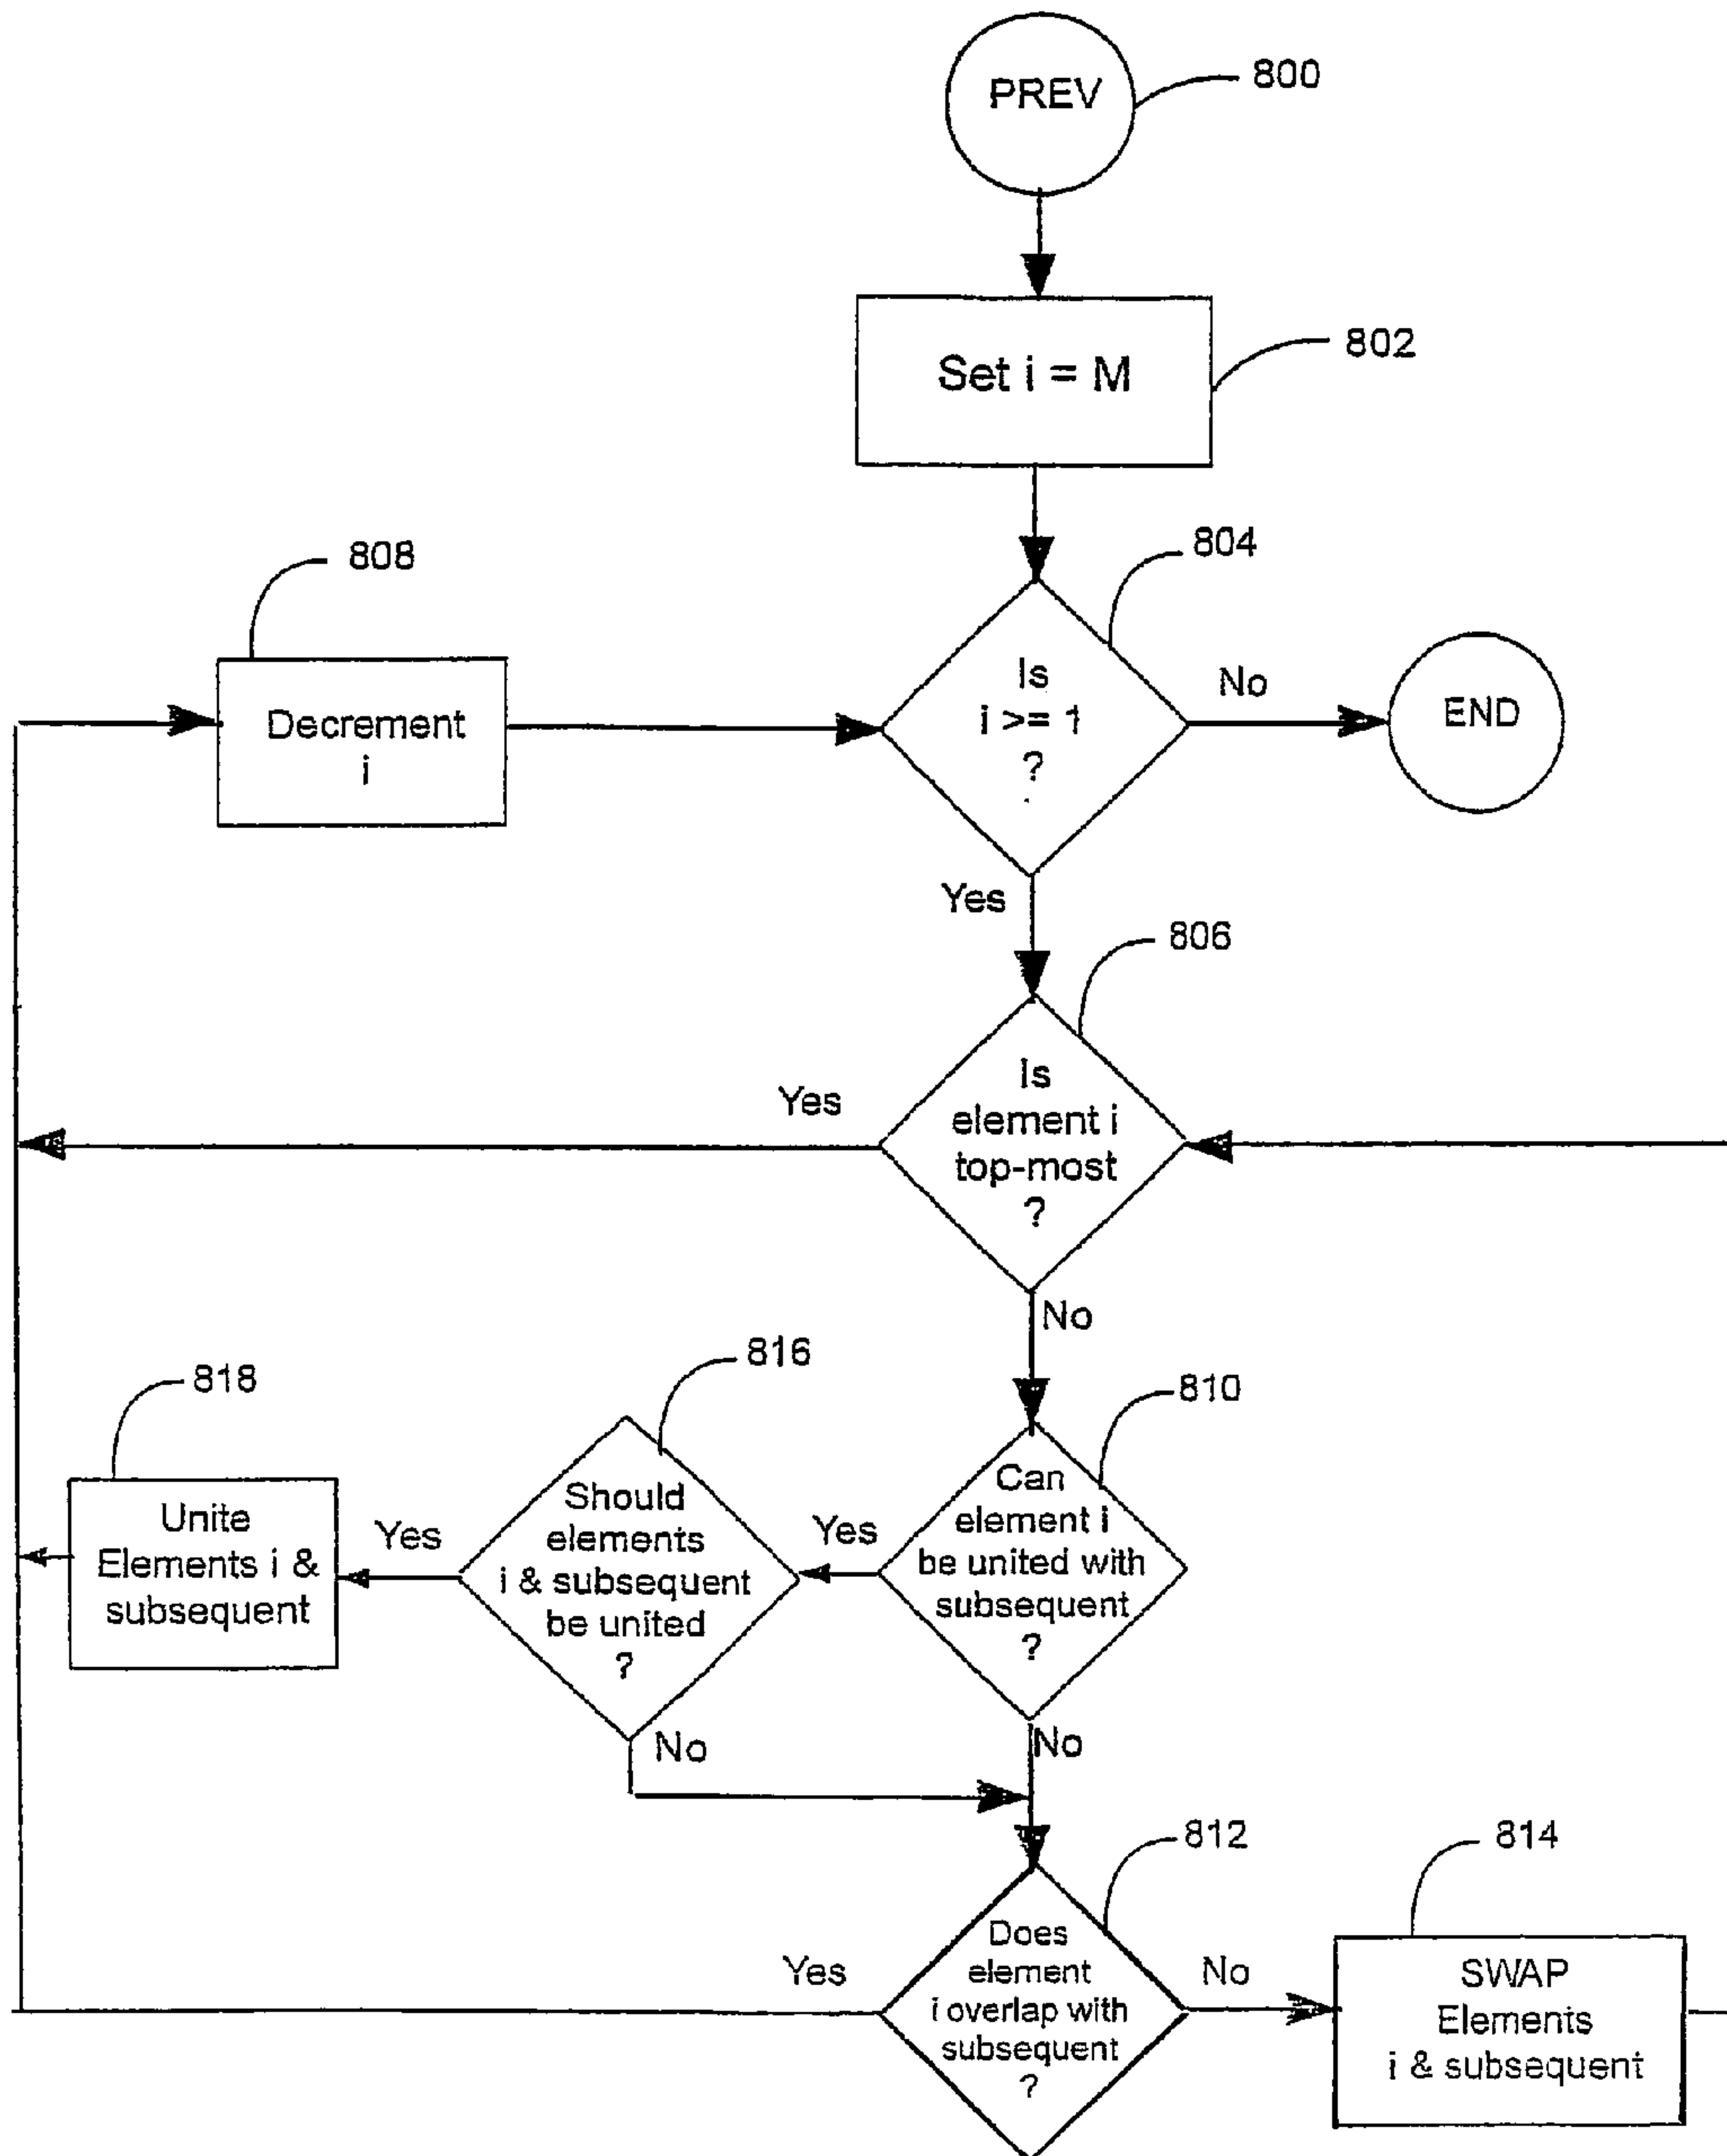 PREV
800
Set i = M
802
804
808
Is
i >= 1
?
No
END
Decrement
i
Yes
806
Is
element i
top-most
?
Yes
No
816
810
818
Can
element i
be united with
subsequent
?
Yes
Should
elements
i & subsequent
be united
?
Yes
Unite
Elements i &
subsequent
No
No
812
814
Does
element
i overlap with
subsequent
?
Yes
No
SWAP
Elements
i & subsequent